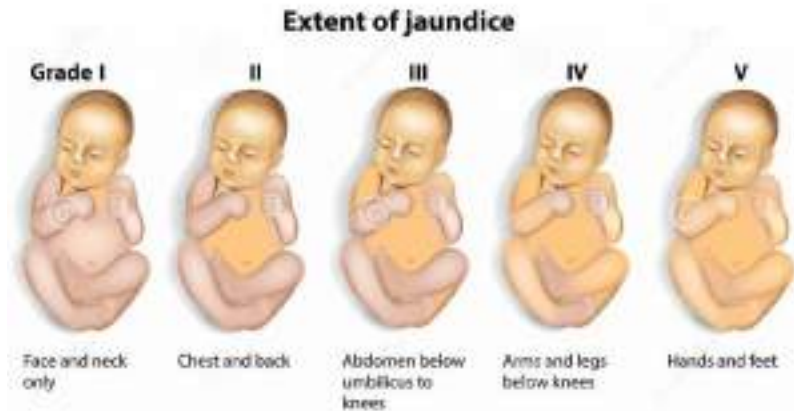 Extent of jaundice
Grade I
II
III
IV
V
Face and neck
only
Chest and back
Abdomen below
umbilicus to
knees
Arms and legs
below knees
Hands and feet